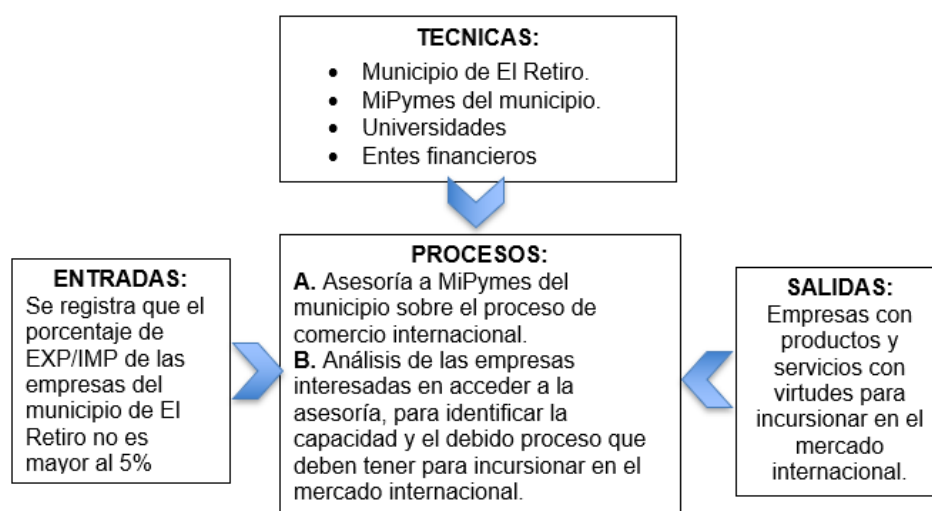 TECNICAS:
• Municipio de El Retiro.
• MiPymes del municipio.
• Universidades
• Entes financieros
ENTRADAS:
Se registra que el
porcentaje de
EXP/IMP de las
empresas del
municipio de El
Retiro no es
mayor al 5%
PROCESOS:
A. Asesoría a MiPymes del
municipio sobre el proceso de
comercio internacional.
B. Análisis de las empresas
interesadas en acceder a la
asesoría, para identificar la
capacidad y el debido proceso que
deben tener para incursionar en el
mercado internacional.
SALIDAS:
Empresas con
productos y
servicios con
virtudes para
incursionar en el
mercado
internacional.